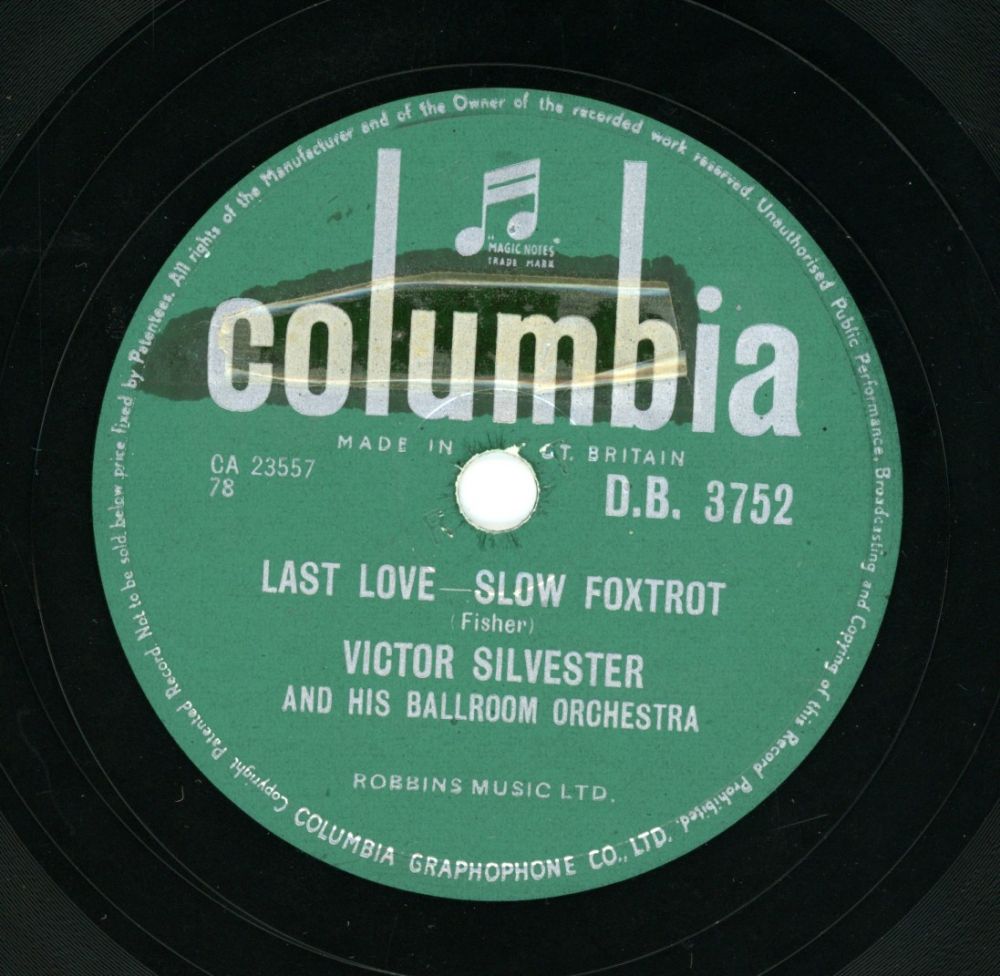 "MAGIC NOTES"
TRADE MARK
columbia
MADE IN GT. BRITAIN
CA 23557
78
D.B. 3752
LAST LOVE—SLOW FOXTROT
(Fisher)
VICTOR SILVESTER
AND HIS BALLROOM ORCHESTRA
ROBBINS MUSIC LTD.
COLUMBIA GRAPHOPHONE CO., LTD.
Copyright Patented Record Not to be sold below price fixed by Patentees. All rights of the Manufacturer and of the Owner of the recorded work reserved. Unauthorised Public Performance, Broadcasting and Copying of this Record Prohibited.